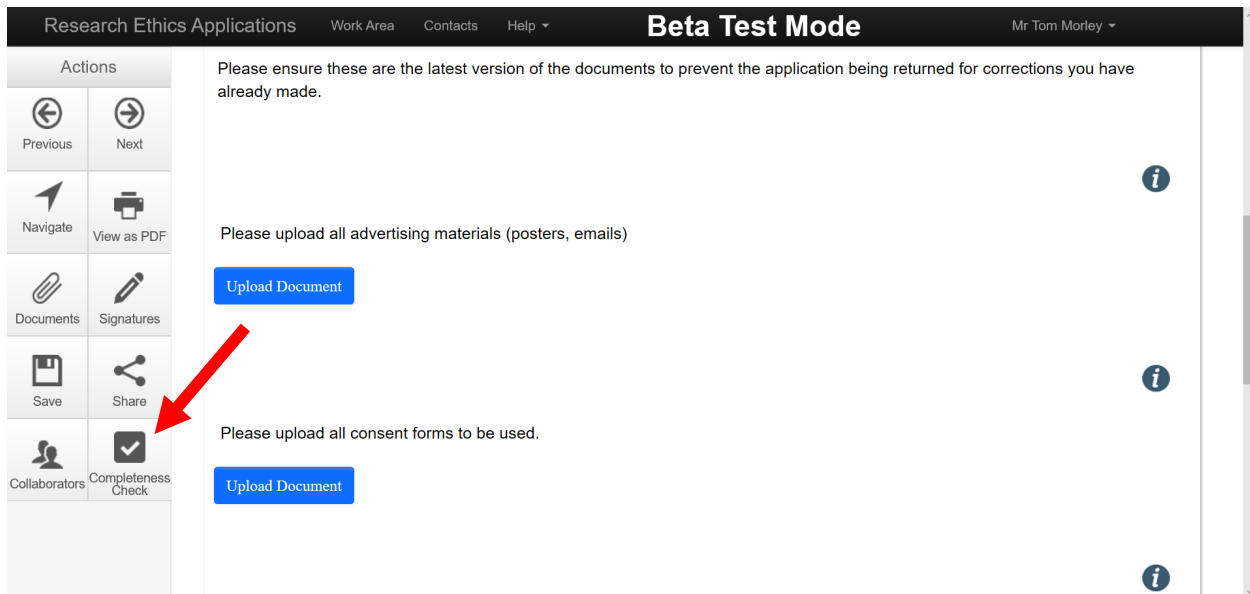 Research Ethics Applications Work Area Contacts Help Beta Test Mode Mr Tom Morley
Actions
Previous Next
Navigate View as PDF
Documents Signatures
Save Share
Collaborators Completeness
Check
Please ensure these are the latest version of the documents to prevent the application being returned for corrections you have
already made.
i
Please upload all advertising materials (posters, emails)
Upload Document
i
Please upload all consent forms to be used.
Upload Document
i